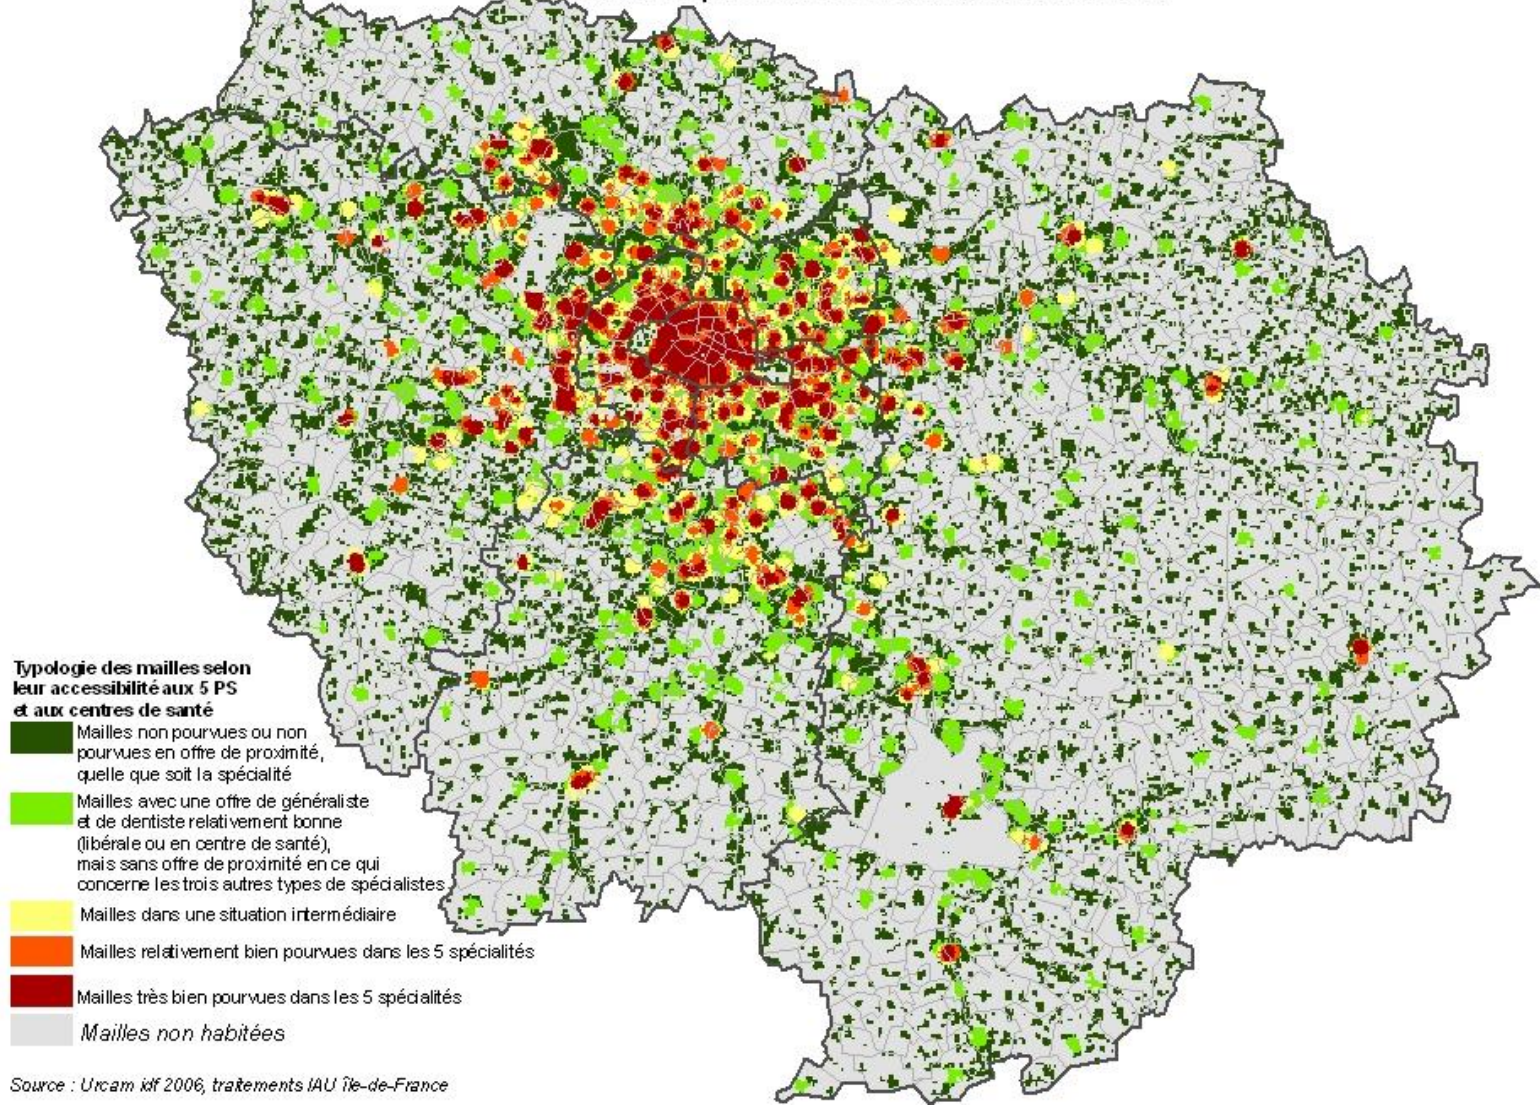 Typologie des mailles selon
leur accessibilité aux 5 PS
et aux centres de santé
Mailles non pourvues ou non
pourvues en offre de proximité,
quelle que soit la spécialité
Mailles avec une offre de généraliste
et de dentiste relativement bonne
(libérale ou en centre de santé),
mais sans offre de proximité en ce qui
concerne les trois autres types de spécialistes
Mailles dans une situation intermédiaire
Mailles relativement bien pourvues dans les 5 spécialités
Mailles très bien pourvues dans les 5 spécialités
Mailles non habitées
Source : Urcam idf 2006, traitements IAU île-de-France